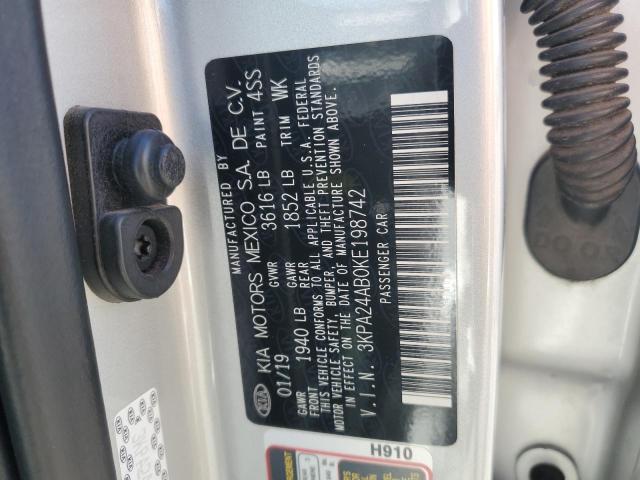 MANUFACTURED BY
KIA KIA MOTORS MEXICO S.A. DE C.V.
01/19 GVWR 3616 LB PAINT 4SS
GAWR FRONT 1940 LB GAWR REAR 1852 LB TRIM WK
THIS VEHICLE CONFORMS TO ALL APPLICABLE U.S.A. FEDERAL
MOTOR VEHICLE SAFETY, BUMPER, AND THEFT PREVENTION STANDARDS
IN EFFECT ON THE DATE OF MANUFACTURE SHOWN ABOVE.
V.I.N. 3KPA24AB0KE198742
PASSENGER CAR
H910